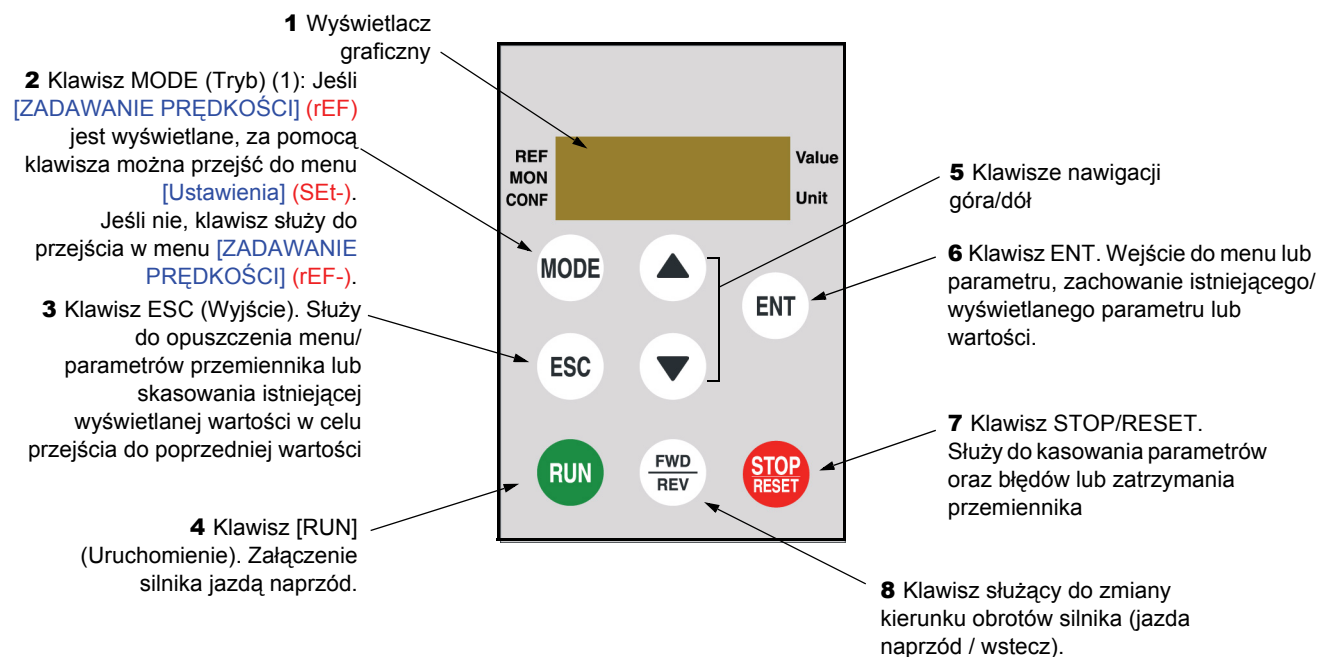 1 Wyświetlacz
graficzny
2 Klawisz MODE (Tryb) (1): Jeśli
[ZADAWANIE PRĘDKOŚCI] (rEF)
jest wyświetlane, za pomocą
klawisza można przejść do menu
[Ustawienia] (SEt-).
Jeśli nie, klawisz służy do
przejścia w menu [ZADAWANIE
PRĘDKOŚCI] (rEF-).
3 Klawisz ESC (Wyjście). Służy
do opuszczenia menu/
parametrów przemiennika lub
skasowania istniejącej
wyświetlanej wartości w celu
przejścia do poprzedniej wartości
4 Klawisz [RUN]
(Uruchomienie). Załączenie
silnika jazdą naprzód.
REF
MON
CONF
Value
Unit
MODE
ENT
ESC
RUN
FWD
REV
STOP
RESET
5 Klawisze nawigacji
góra/dół
6 Klawisz ENT. Wejście do menu lub
parametru, zachowanie istniejącego/
wyświetlanego parametru lub
wartości.
7 Klawisz STOP/RESET.
Służy do kasowania parametrów
oraz błędów lub zatrzymania
przemiennika
8 Klawisz służący do zmiany
kierunku obrotów silnika (jazda
naprzód / wstecz).